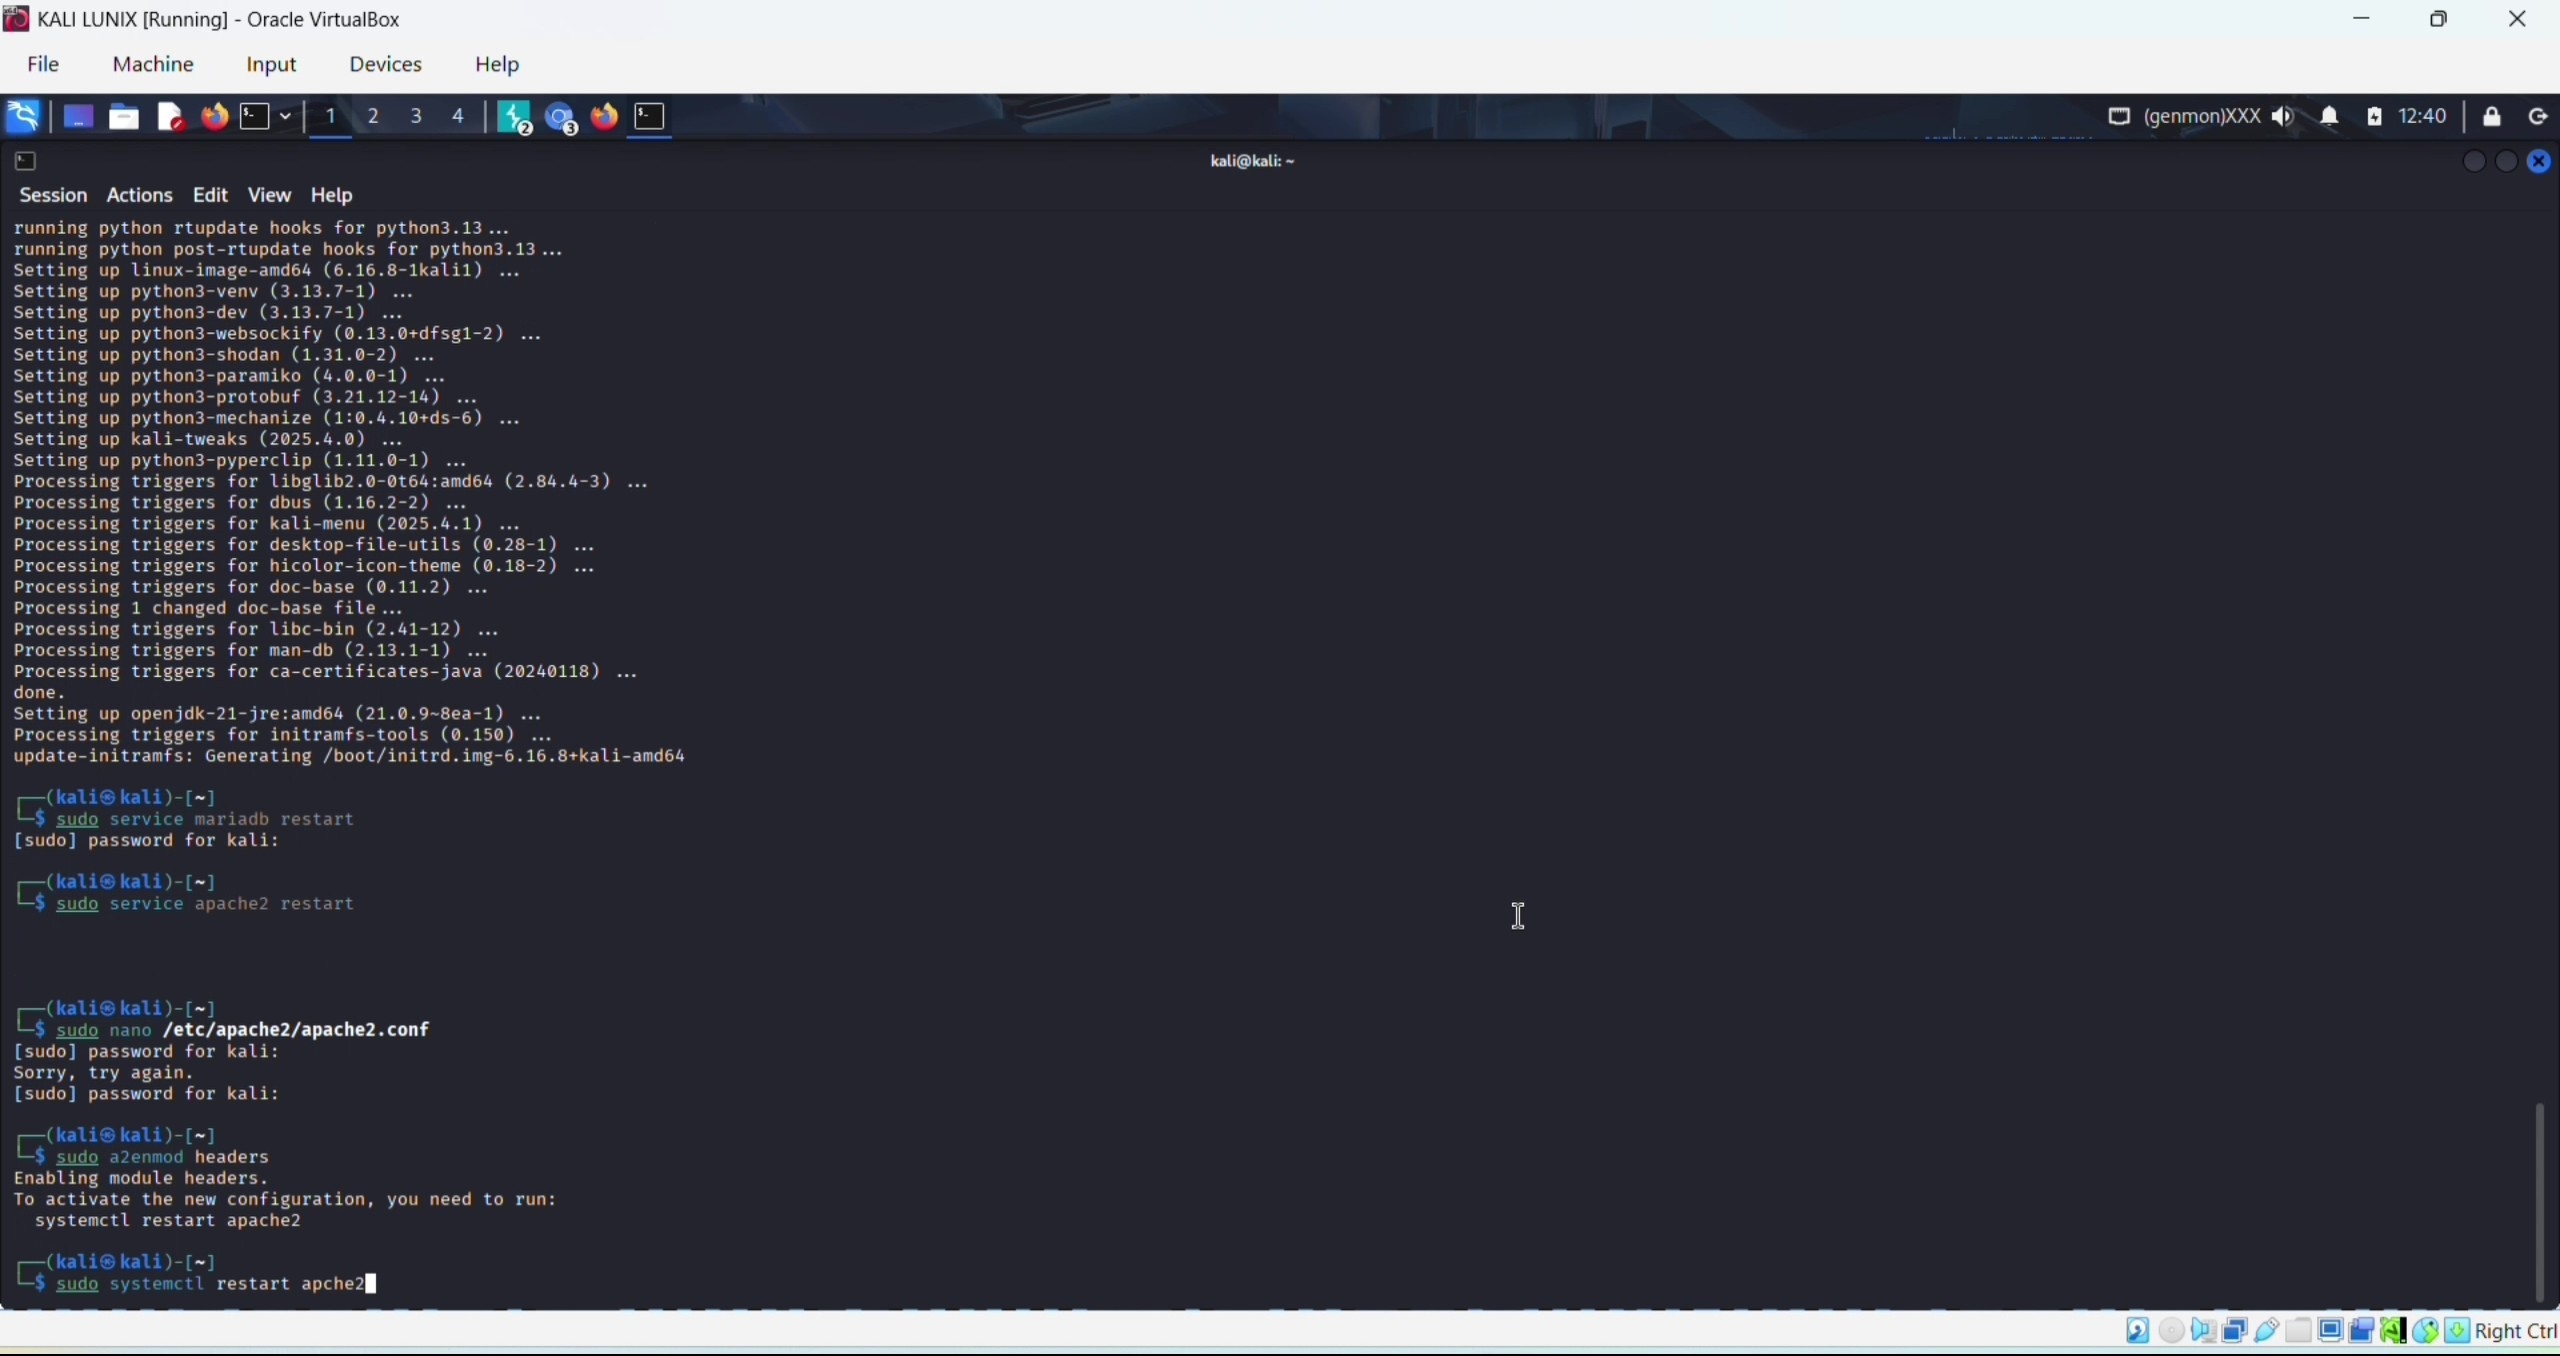 KALI LUNIX [Running] - Oracle VirtualBox
File Machine Input Devices Help
1 2 3 4 2 3 (genmon)XXX 12:40
kali@kali: ~
Session Actions Edit View Help
running python rtupdate hooks for python3.13...
running python post-rtupdate hooks for python3.13...
Setting up linux-image-amd64 (6.16.8-1kali1) ...
Setting up python3-venv (3.13.7-1) ...
Setting up python3-dev (3.13.7-1) ...
Setting up python3-websockify (0.13.0+dfsg1-2) ...
Setting up python3-shodan (1.31.0-2) ...
Setting up python3-paramiko (4.0.0-1) ...
Setting up python3-protobuf (3.21.12-14) ...
Setting up python3-mechanize (1:0.4.10+ds-6) ...
Setting up kali-tweaks (2025.4.0) ...
Setting up python3-pyperclip (1.11.0-1) ...
Processing triggers for libglib2.0-0t64:amd64 (2.84.4-3) ...
Processing triggers for dbus (1.16.2-2) ...
Processing triggers for kali-menu (2025.4.1) ...
Processing triggers for desktop-file-utils (0.28-1) ...
Processing triggers for hicolor-icon-theme (0.18-2) ...
Processing triggers for doc-base (0.11.2) ...
Processing 1 changed doc-base file...
Processing triggers for libc-bin (2.41-12) ...
Processing triggers for man-db (2.13.1-1) ...
Processing triggers for ca-certificates-java (20240118) ...
done.
Setting up openjdk-21-jre:amd64 (21.0.9~8ea-1) ...
Processing triggers for initramfs-tools (0.150) ...
update-initramfs: Generating /boot/initrd.img-6.16.8+kali-amd64
┌──(kali㉿kali)-[~]
└─$ sudo service mariadb restart
[sudo] password for kali:
┌──(kali㉿kali)-[~]
└─$ sudo service apache2 restart
┌──(kali㉿kali)-[~]
└─$ sudo nano /etc/apache2/apache2.conf
[sudo] password for kali:
Sorry, try again.
[sudo] password for kali:
┌──(kali㉿kali)-[~]
└─$ sudo a2enmod headers
Enabling module headers.
To activate the new configuration, you need to run:
systemctl restart apache2
┌──(kali㉿kali)-[~]
└─$ sudo systemctl restart apche2
Right Ctrl